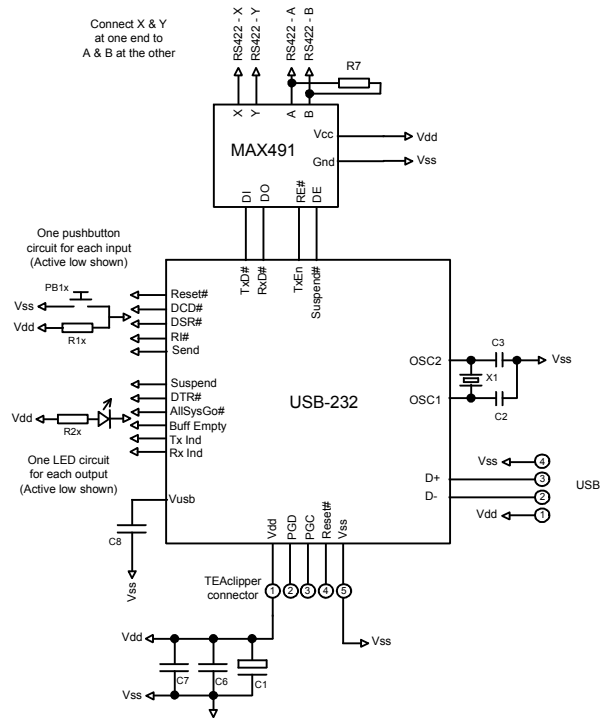 Connect X & Y
at one end to
A & B at the other
RS422 - X
RS422 - Y
RS422 - A
RS422 - B
R7
X
Y
A
B
MAX491
Vcc
Vdd
Gnd
Vss
DI
DO
RE#
DE
One pushbutton
circuit for each input
(Active low shown)
PB1x
Vss
Vdd
R1x
TxD#
RxD#
TxEn
Suspend#
Reset#
DCD#
DSR#
RI#
Send
USB-232
OSC2
OSC1
C3
X1
C2
Vss
Suspend
DTR#
AllSysGo#
Buff Empty
Tx Ind
Rx Ind
Vdd
R2x
One LED circuit
for each output
(Active low shown)
D+
D-
Vss
Vdd
4
3
2
1
USB
Vusb
C8
Vss
Vdd
PGD
PGC
Reset#
Vss
TEAclipper
connector
1
2
3
4
5
Vdd
Vss
C7
C6
C1
Vss